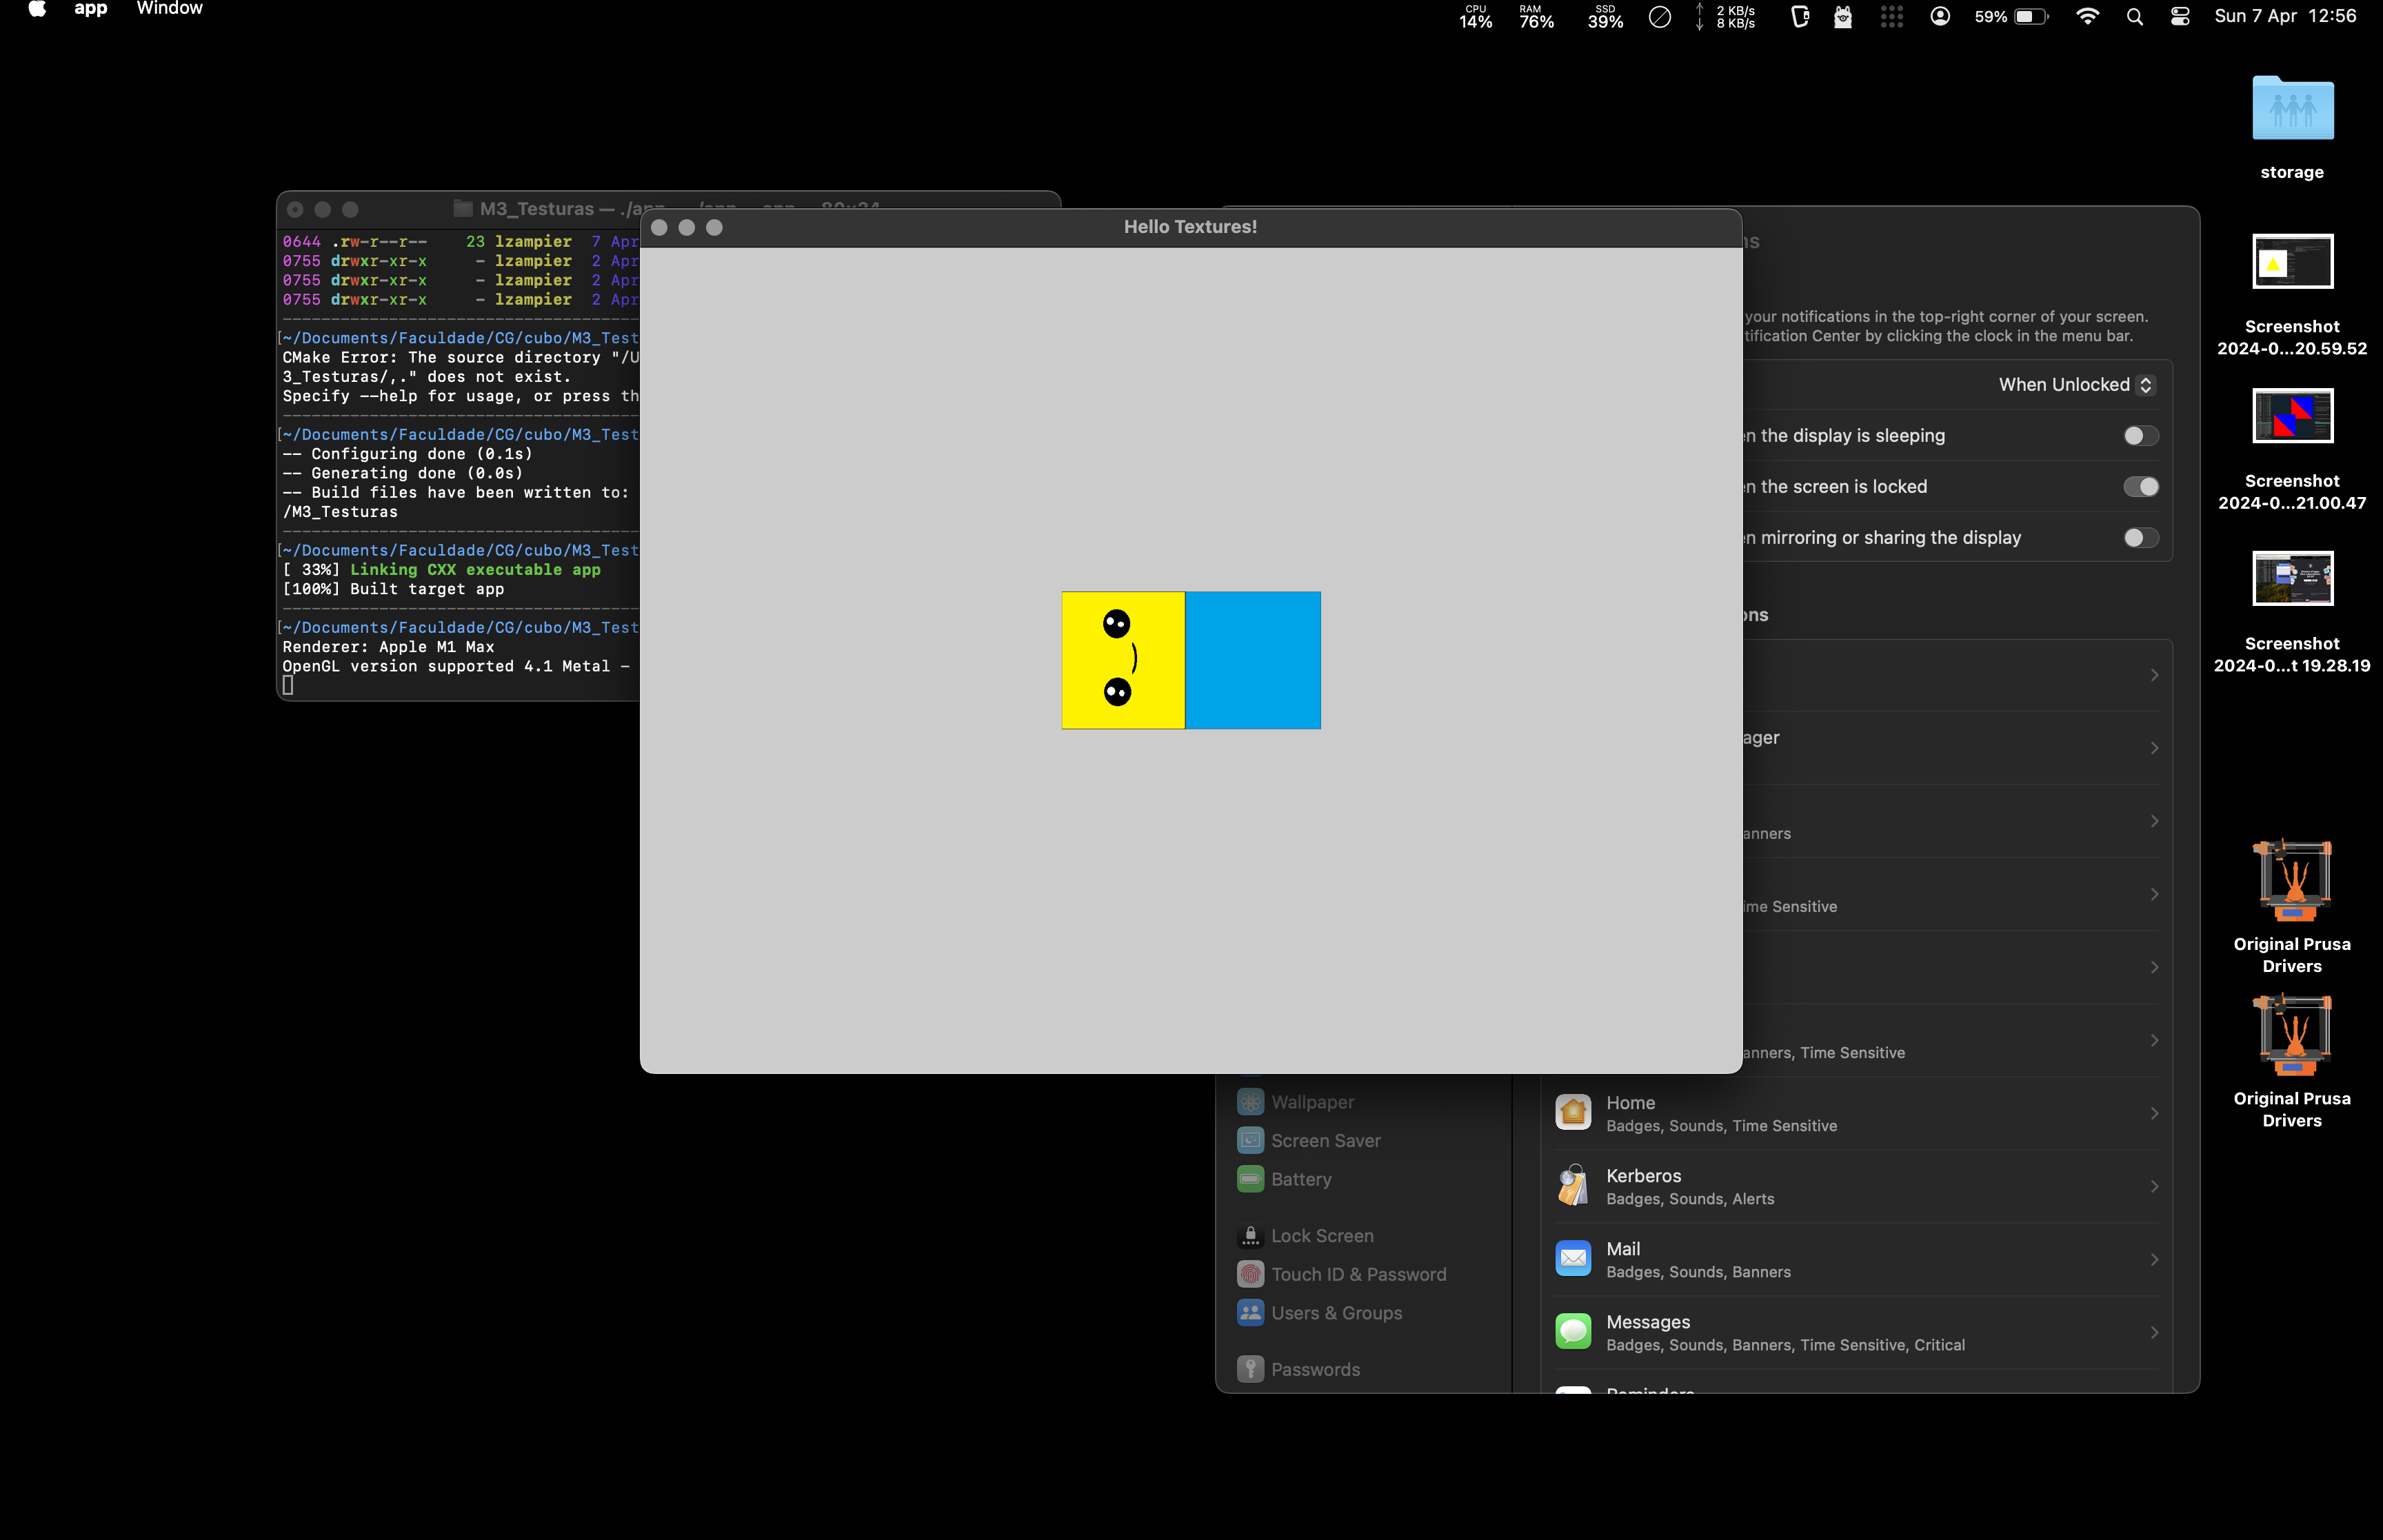 app Window
CPU 14% RAM 76% SSD 39% 2 KB/s 8 KB/s 59% Sun 7 Apr 12:56
storage
Screenshot
2024-0...20.59.52
Screenshot
2024-0...21.00.47
Screenshot
2024-0...t 19.28.19
Original Prusa
Drivers
Original Prusa
Drivers
M3_Testuras — ./app
0644 .rw-r--r-- 23 lzampier 7 Apr
0755 drwxr-xr-x - lzampier 2 Apr
0755 drwxr-xr-x - lzampier 2 Apr
0755 drwxr-xr-x - lzampier 2 Apr
[~/Documents/Faculdade/CG/cubo/M3_Test
CMake Error: The source directory "/U
3_Testuras/,." does not exist.
Specify --help for usage, or press th
[~/Documents/Faculdade/CG/cubo/M3_Test
-- Configuring done (0.1s)
-- Generating done (0.0s)
-- Build files have been written to:
/M3_Testuras
[~/Documents/Faculdade/CG/cubo/M3_Test
[ 33%] Linking CXX executable app
[100%] Built target app
[~/Documents/Faculdade/CG/cubo/M3_Test
Renderer: Apple M1 Max
OpenGL version supported 4.1 Metal -
Hello Textures!
ns
your notifications in the top-right corner of your screen.
tification Center by clicking the clock in the menu bar.
When Unlocked
en the display is sleeping
en the screen is locked
en mirroring or sharing the display
ons
ager
anners
ime Sensitive
anners, Time Sensitive
Wallpaper
Screen Saver
Battery
Lock Screen
Touch ID & Password
Users & Groups
Passwords
Home
Badges, Sounds, Time Sensitive
Kerberos
Badges, Sounds, Alerts
Mail
Badges, Sounds, Banners
Messages
Badges, Sounds, Banners, Time Sensitive, Critical